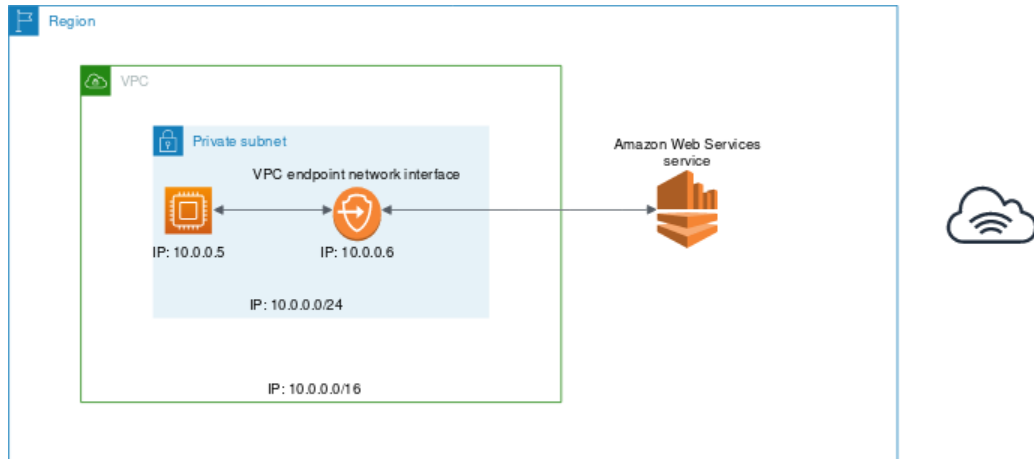 Region
VPC
Private subnet
Amazon Web Services
service
VPC endpoint network interface
IP: 10.0.0.5
IP: 10.0.0.6
IP: 10.0.0.0/24
IP: 10.0.0.0/16